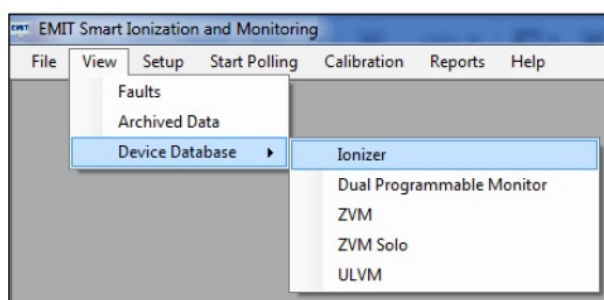 EMIT EMIT Smart Ionization and Monitoring
File View Setup Start Polling Calibration Reports Help
Faults
Archived Data
Device Database
Ionizer
Dual Programmable Monitor
ZVM
ZVM Solo
ULVM